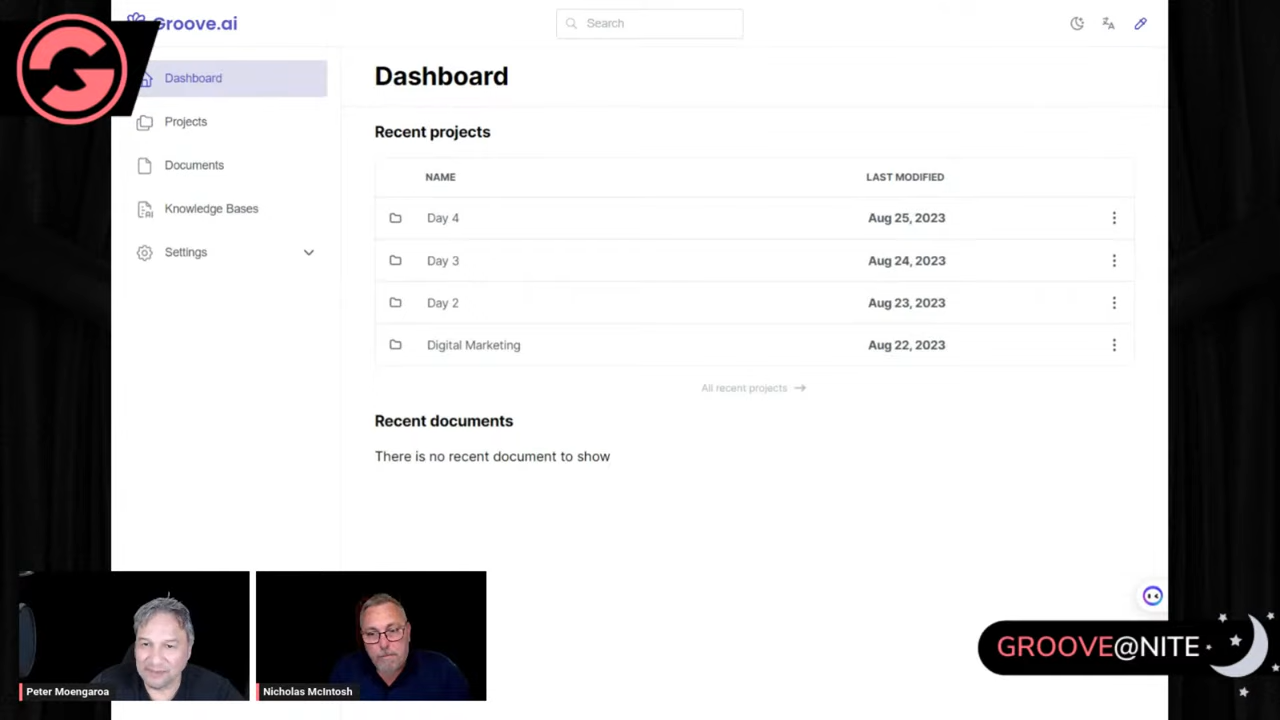 Groove.ai
Search
Dashboard
Projects
Documents
Knowledge Bases
Settings
Dashboard
Recent projects
NAME LAST MODIFIED
Day 4 Aug 25, 2023
Day 3 Aug 24, 2023
Day 2 Aug 23, 2023
Digital Marketing Aug 22, 2023
All recent projects →
Recent documents
There is no recent document to show
Peter Moengaroa
Nicholas McIntosh
GROOVE@NITE